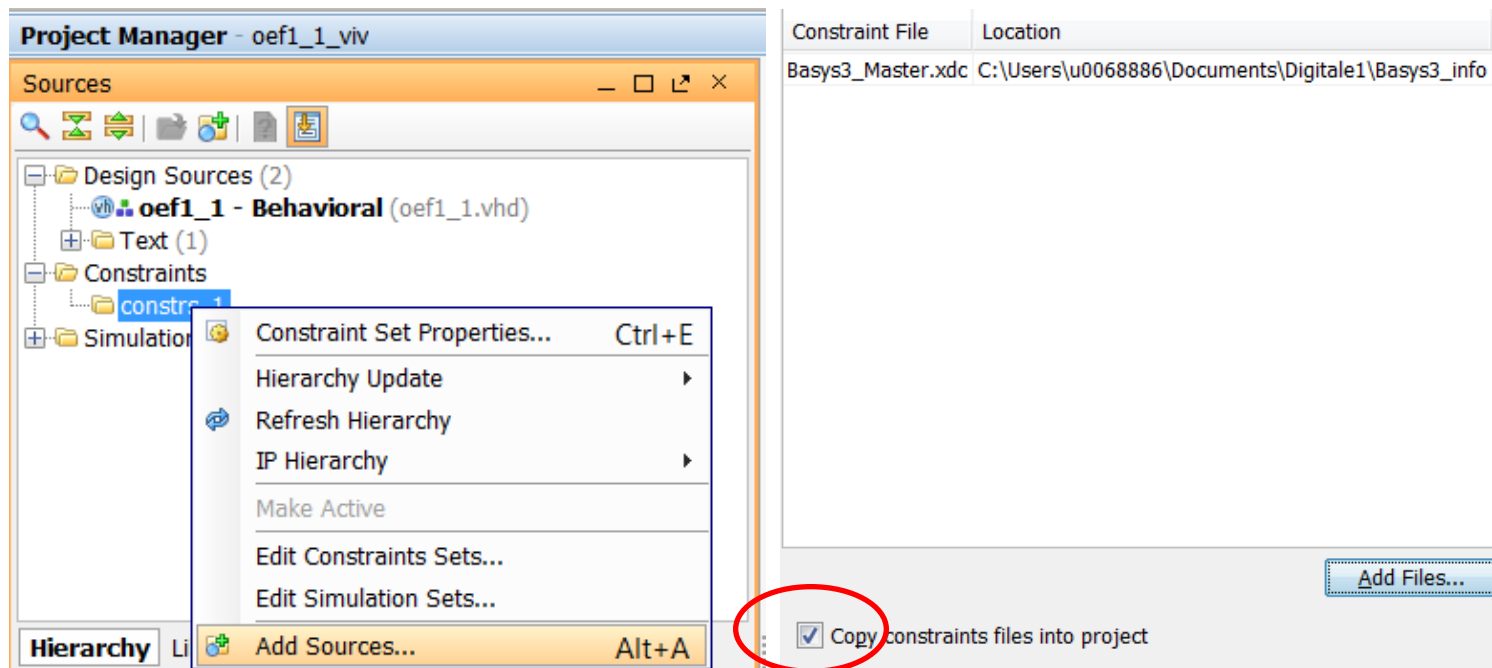 Project Manager - oef1_1_viv
Sources
Design Sources (2)
oef1_1 - Behavioral (oef1_1.vhd)
Text (1)
Constraints
constrs_1
Simulation
Constraint Set Properties... Ctrl+E
Hierarchy Update
Refresh Hierarchy
IP Hierarchy
Make Active
Edit Constraints Sets...
Edit Simulation Sets...
Add Sources... Alt+A
Hierarchy Li
Constraint File Location
Basys3_Master.xdc C:\Users\u0068886\Documents\Digitale1\Basys3_info
Add Files...
Copy constraints files into project